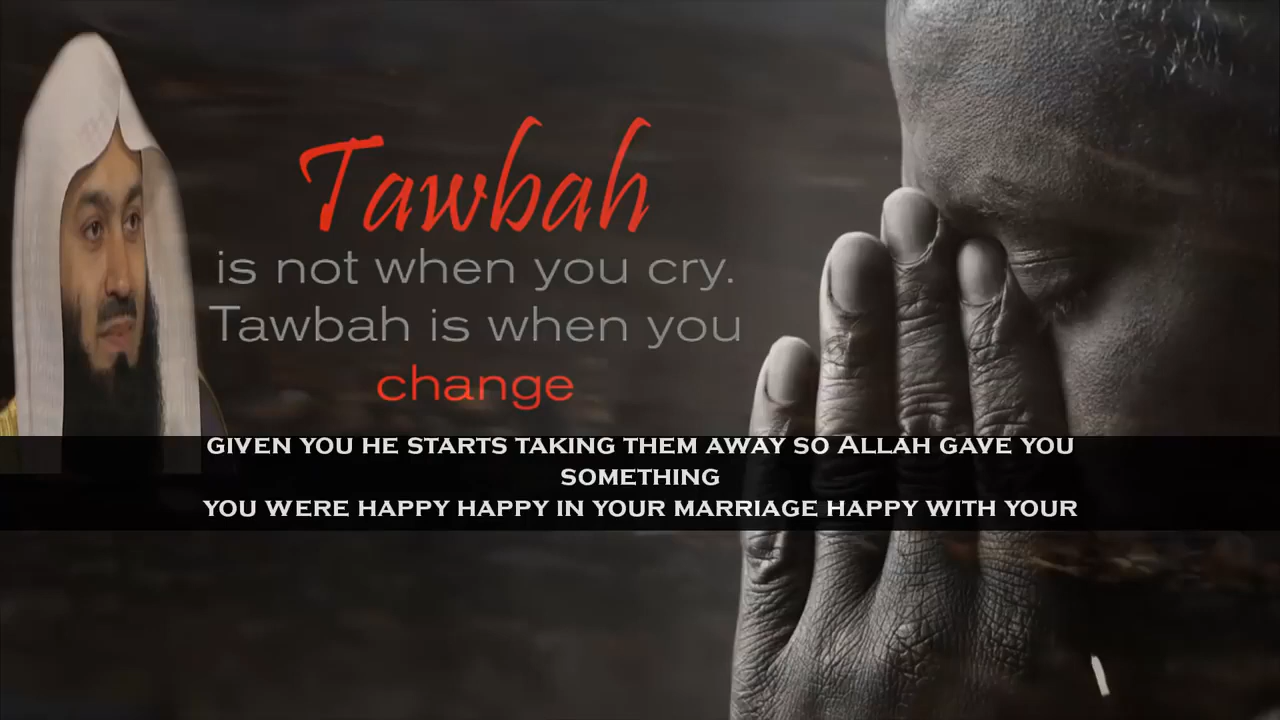 Tawbah
is not when you cry.
Tawbah is when you
change
GIVEN YOU HE STARTS TAKING THEM AWAY SO ALLAH GAVE YOU
SOMETHING
YOU WERE HAPPY HAPPY IN YOUR MARRIAGE HAPPY WITH YOUR